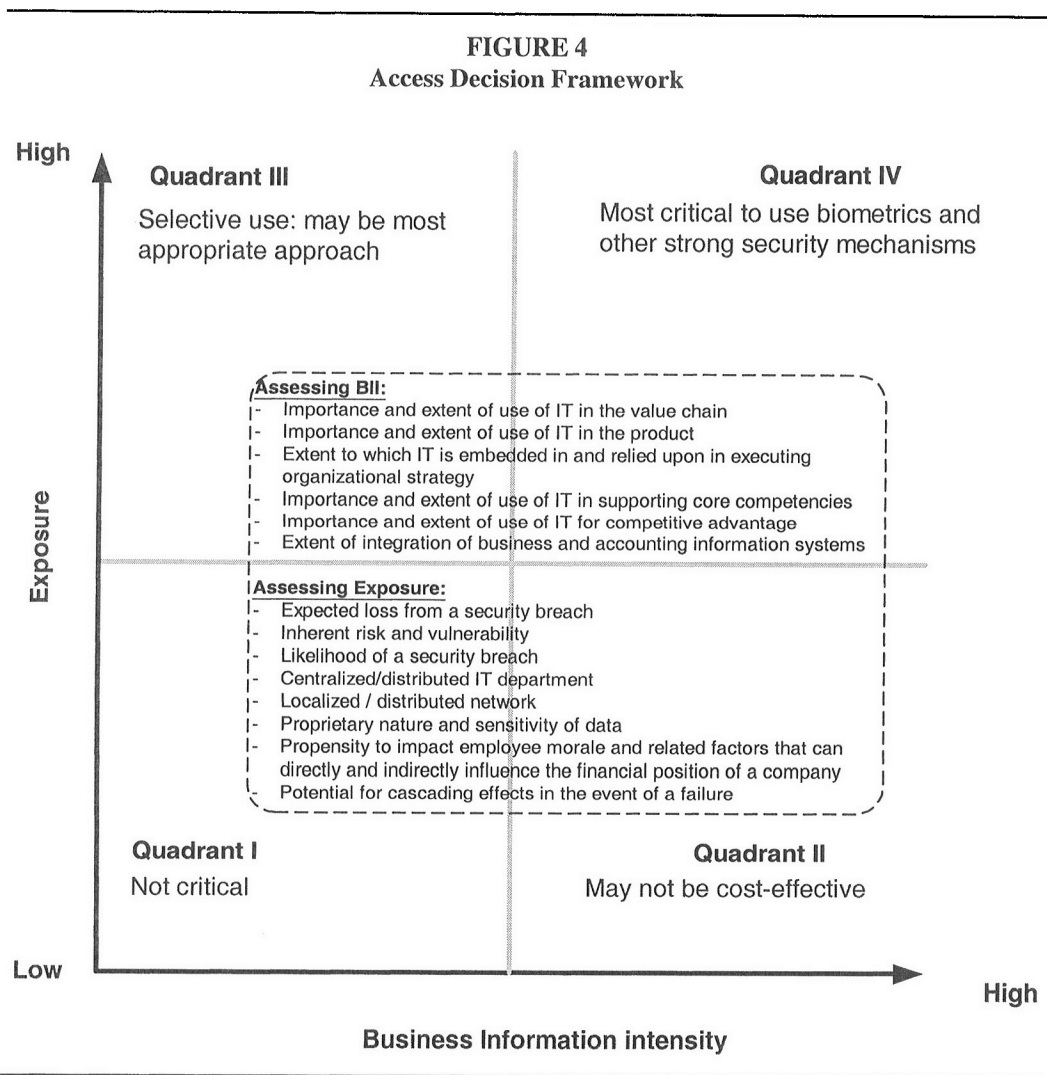 FIGURE 4
Access Decision Framework
High
Quadrant III
Selective use: may be most
appropriate approach
Quadrant IV
Most critical to use biometrics and
other strong security mechanisms
Exposure
Assessing BII:
- Importance and extent of use of IT in the value chain
- Importance and extent of use of IT in the product
- Extent to which IT is embedded in and relied upon in executing
organizational strategy
- Importance and extent of use of IT in supporting core competencies
- Importance and extent of use of IT for competitive advantage
- Extent of integration of business and accounting information systems
Assessing Exposure:
- Expected loss from a security breach
- Inherent risk and vulnerability
- Likelihood of a security breach
- Centralized/distributed IT department
- Localized / distributed network
- Proprietary nature and sensitivity of data
- Propensity to impact employee morale and related factors that can
directly and indirectly influence the financial position of a company
- Potential for cascading effects in the event of a failure
Quadrant I
Not critical
Quadrant II
May not be cost-effective
Low
High
Business Information intensity